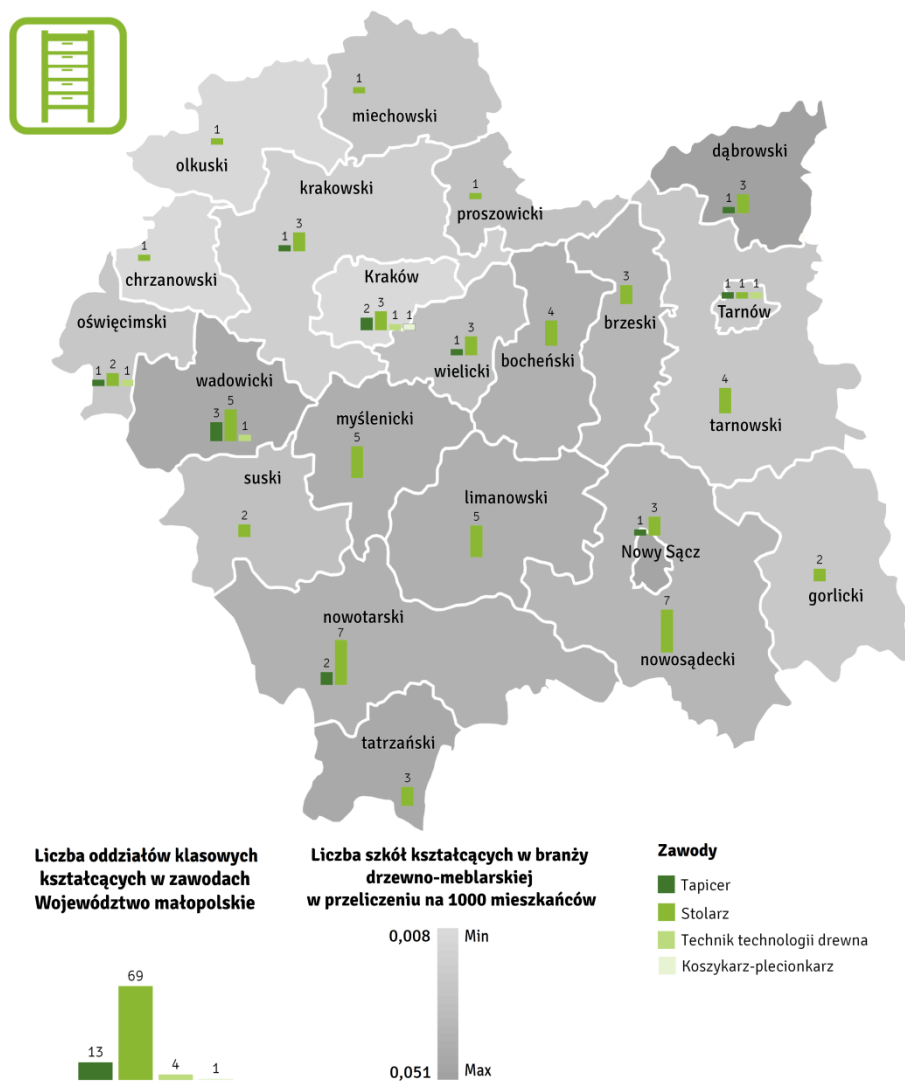 1
miechowski
1
olkuski
dąbrowski
1 3
krakowski
1 3
1
proszowicki
1
chrzanowski
Kraków
2 3 1 1
3
brzeski
1 1 1
Tarnów
oświęcimski
1 2 1
1 3
wielicki
4
bocheński
wadowicki
3 5 1
myślenicki
5
4
tarnowski
suski
2
limanowski
5
1 3
Nowy Sącz
2
gorlicki
nowotarski
2 7
7
nowosądecki
tatrzański
3
Liczba oddziałów klasowych
kształcących w zawodach
Województwo małopolskie
69
13
4
1
Liczba szkół kształcących w branży
drzewno-meblarskiej
w przeliczeniu na 1000 mieszkańców
0,008 Min
0,051 Max
Zawody
Tapicer
Stolarz
Technik technologii drewna
Koszykarz-plecionkarz